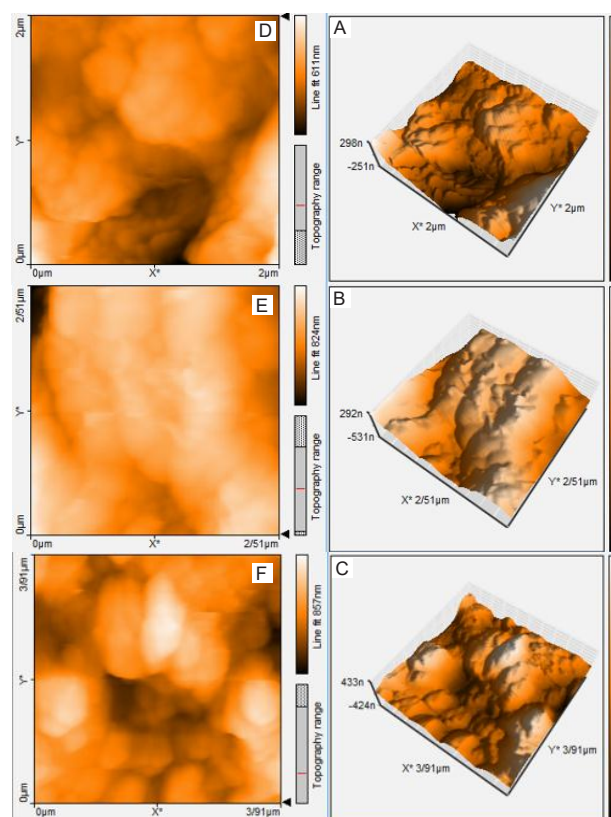 D
2µm
Y*
0µm
0µm
X*
2µm
Line fit 611nm
Topography range
A
298n
-251n
X* 2µm
Y* 2µm
E
2/51µm
Y*
0µm
0µm
X*
2/51µm
Line fit 824nm
Topography range
B
292n
-531n
X* 2/51µm
Y* 2/51µm
F
3/91µm
Y*
0µm
0µm
X*
3/91µm
Line fit 857nm
Topography range
C
433n
-424n
X* 3/91µm
Y* 3/91µm